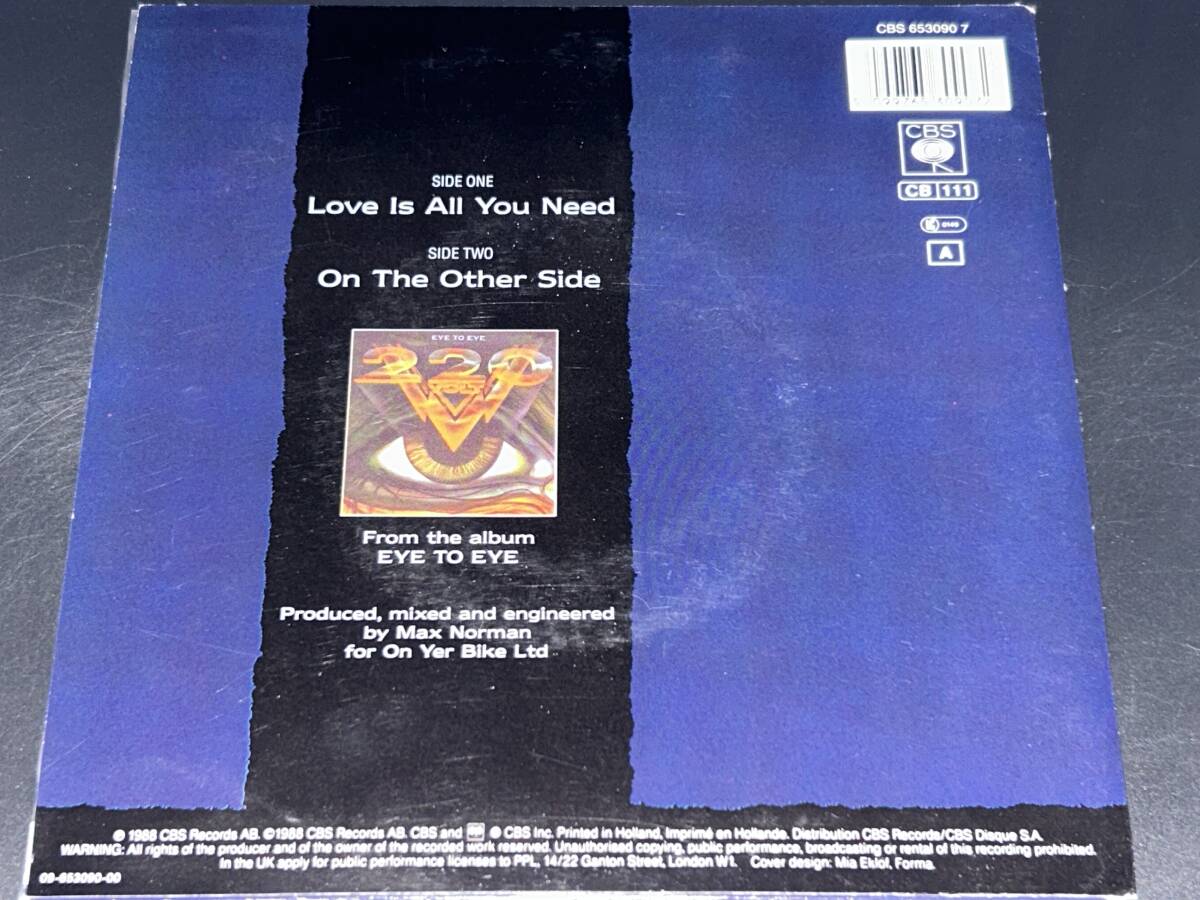 CBS 653090 7
CBS
CB 111
0149
A
SIDE ONE
Love Is All You Need
SIDE TWO
On The Other Side
EYE TO EYE
220
VOLT
From the album
EYE TO EYE
Produced, mixed and engineered
by Max Norman
for On Yer Bike Ltd
℗ 1988 CBS Records AB. ©1988 CBS Records AB. CBS and ® CBS Inc. Printed in Holland, Imprimé en Hollande. Distribution CBS Records/CBS Disque S.A.
WARNING: All rights of the producer and of the owner of the recorded work reserved. Unauthorised copying, public performance, broadcasting or rental of this recording prohibited.
In the UK apply for public performance licenses to PPL, 14/22 Ganton Street, London W1. Cover design: Mia Eklöf, Forma.
09-653090-00